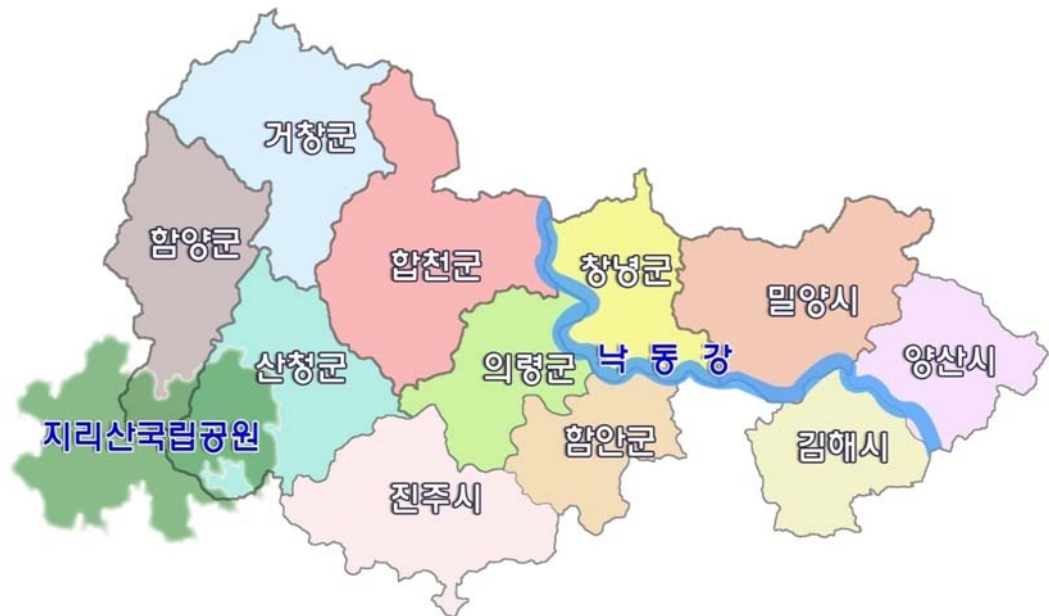 거창군
함양군
합천군
창녕군
밀양시
산청군
의령군
낙 동 강
양산시
지리산국립공원
함안군
김해시
진주시